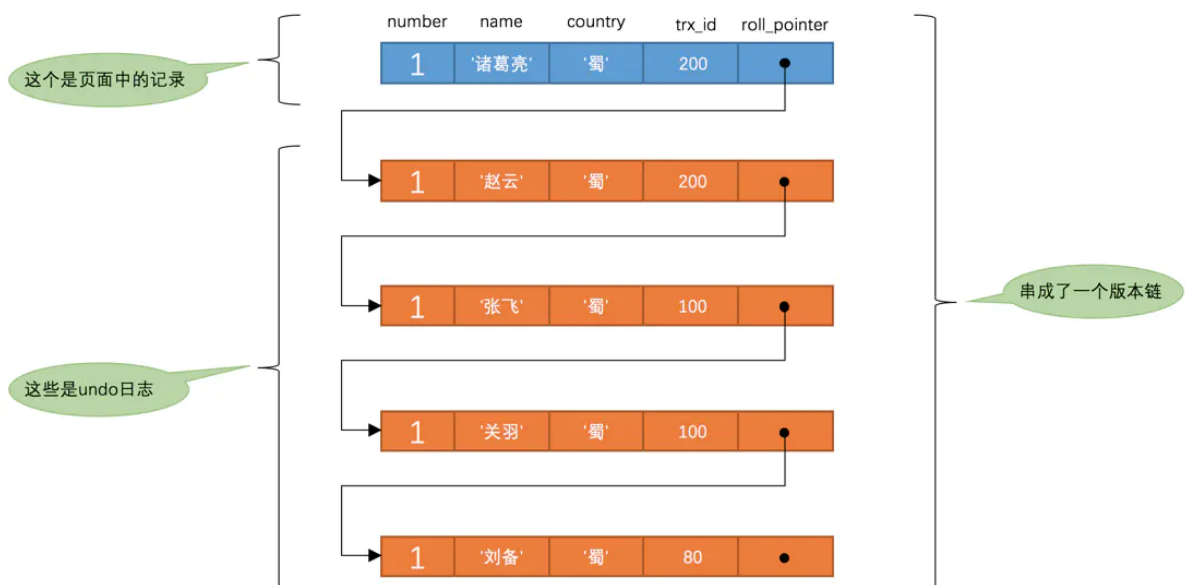 number name country trx_id roll_pointer
1 '诸葛亮' '蜀' 200
这个是页面中的记录
1 '赵云' '蜀' 200
1 '张飞' '蜀' 100
串成了一个版本链
这些是undo日志
1 '关羽' '蜀' 100
1 '刘备' '蜀' 80